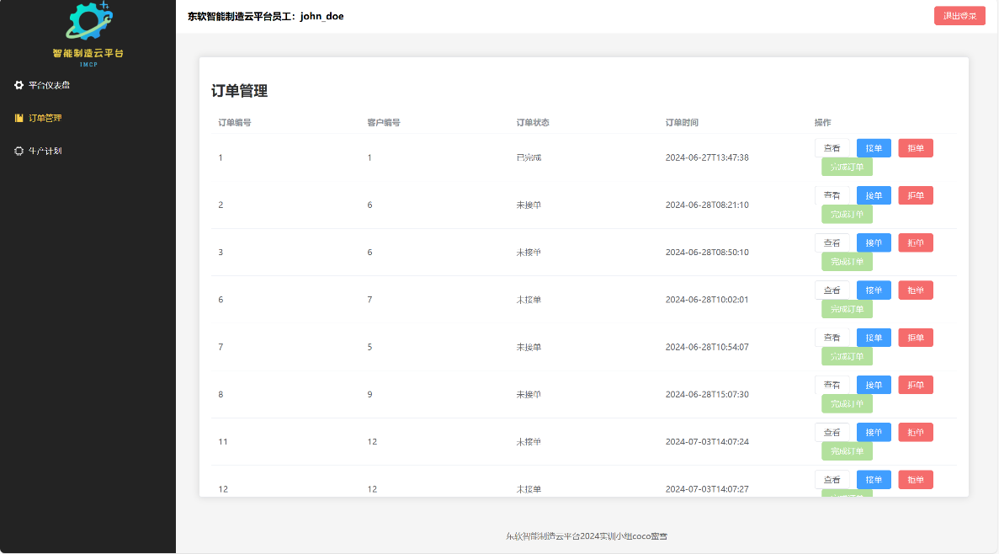 智能制造云平台
IMCP
平台仪表盘
订单管理
生产计划
东软智能制造云平台员工：john_doe
退出登录
订单管理
订单编号 客户编号 订单状态 订单时间 操作
1 1 已完成 2024-06-27T13:47:38 查看 接单 拒单
完成订单
2 6 未接单 2024-06-28T08:21:10 查看 接单 拒单
完成订单
3 6 未接单 2024-06-28T08:50:10 查看 接单 拒单
完成订单
6 7 未接单 2024-06-28T10:02:01 查看 接单 拒单
完成订单
7 5 未接单 2024-06-28T10:54:07 查看 接单 拒单
完成订单
8 9 未接单 2024-06-28T15:07:30 查看 接单 拒单
完成订单
11 12 未接单 2024-07-03T14:07:24 查看 接单 拒单
完成订单
12 12 未接单 2024-07-03T14:07:27 查看 接单 拒单
东软智能制造云平台2024实训小组coco蜜雪